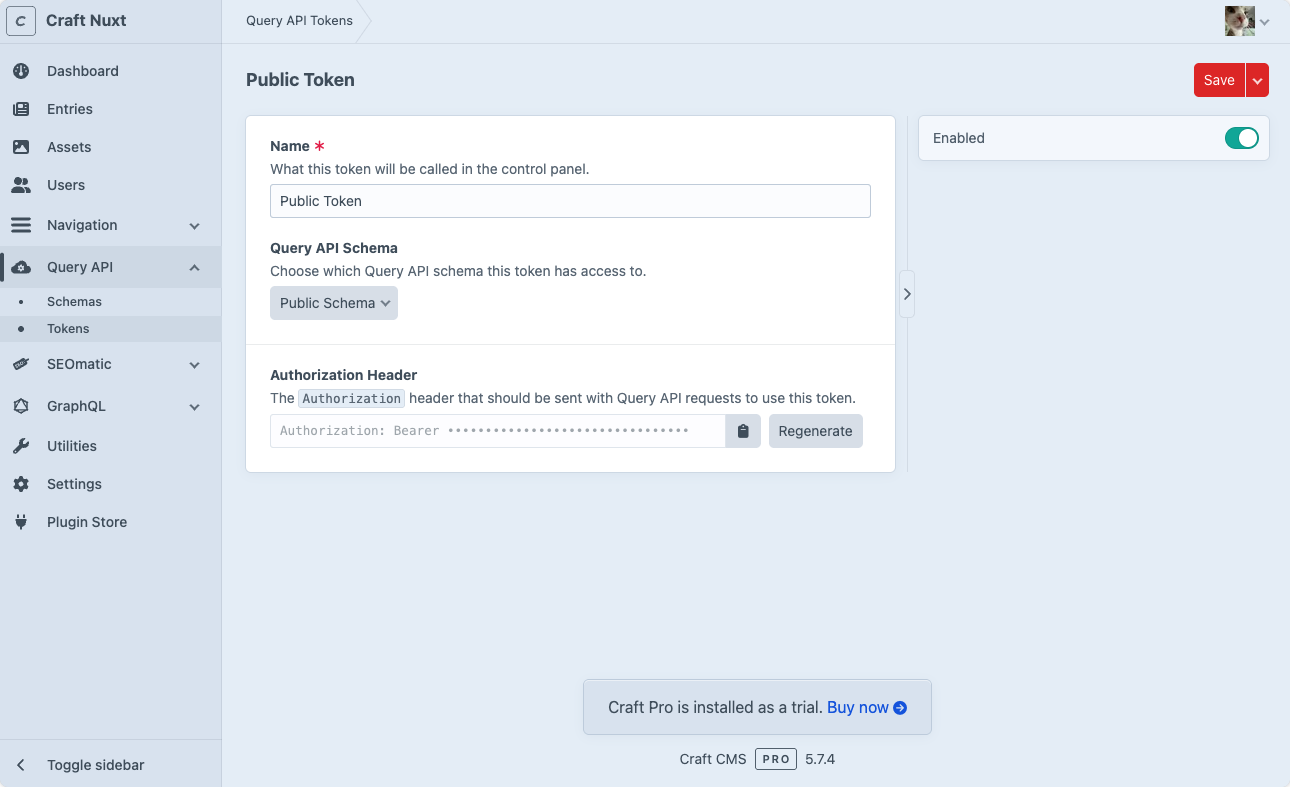 C Craft Nuxt
Query API Tokens
Dashboard
Entries
Assets
Users
Navigation
Query API
Schemas
Tokens
SEOmatic
GraphQL
Utilities
Settings
Plugin Store
Toggle sidebar
Public Token
Save
Name *
What this token will be called in the control panel.
Public Token
Query API Schema
Choose which Query API schema this token has access to.
Public Schema
Authorization Header
The Authorization header that should be sent with Query API requests to use this token.
Authorization: Bearer ••••••••••••••••••••••••••••••••
Regenerate
Enabled
Craft Pro is installed as a trial. Buy now
Craft CMS PRO 5.7.4